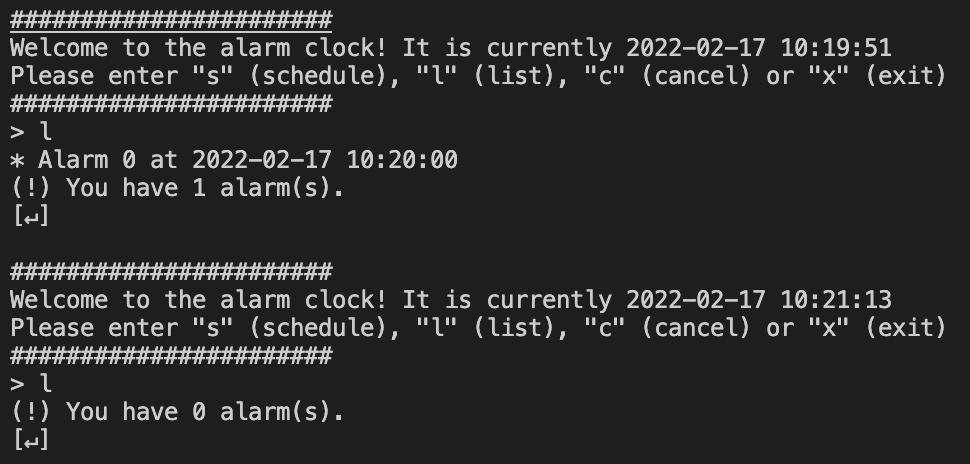 #######################
Welcome to the alarm clock! It is currently 2022-02-17 10:19:51
Please enter "s" (schedule), "l" (list), "c" (cancel) or "x" (exit)
#######################
> l
* Alarm 0 at 2022-02-17 10:20:00
(!) You have 1 alarm(s).
[↵]

#######################
Welcome to the alarm clock! It is currently 2022-02-17 10:21:13
Please enter "s" (schedule), "l" (list), "c" (cancel) or "x" (exit)
#######################
> l
(!) You have 0 alarm(s).
[↵]